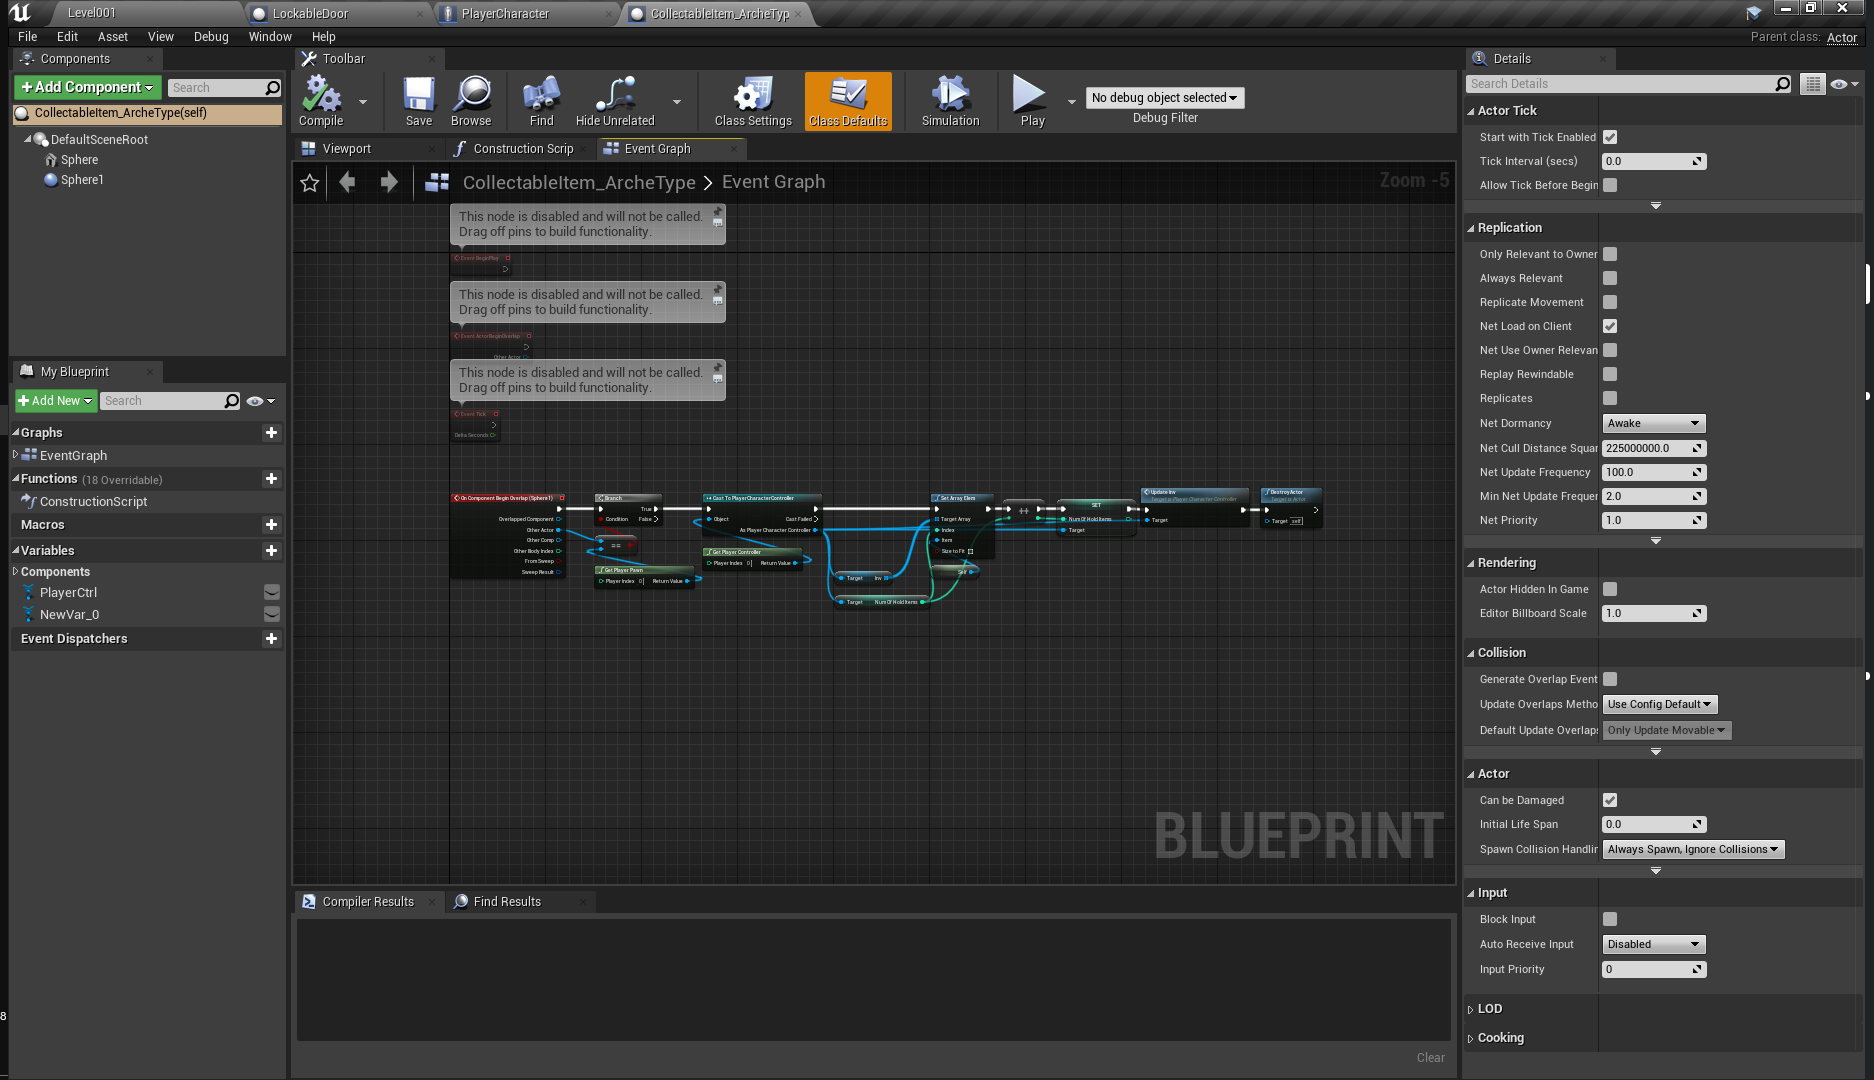 Level001
LockableDoor
PlayerCharacter
CollectableItem_ArcheTyp
File Edit Asset View Debug Window Help
Parent class: Actor
Components
Add Component
Search
CollectableItem_ArcheType(self)
DefaultSceneRoot
Sphere
Sphere1
My Blueprint
Add New
Search
Graphs
EventGraph
Functions (18 Overridable)
ConstructionScript
Macros
Variables
Components
PlayerCtrl
NewVar_0
Event Dispatchers
Toolbar
Compile
Save
Browse
Find
Hide Unrelated
Class Settings
Class Defaults
Simulation
Play
No debug object selected
Debug Filter
Viewport
Construction Scrip
Event Graph
CollectableItem_ArcheType > Event Graph
Zoom -5
This node is disabled and will not be called.
Drag off pins to build functionality.
Event BeginPlay
This node is disabled and will not be called.
Drag off pins to build functionality.
Event ActorBeginOverlap
Other Actor
This node is disabled and will not be called.
Drag off pins to build functionality.
Event Tick
Delta Seconds
On Component Begin Overlap (Sphere1)
Overlapped Component
Other Actor
Other Comp
Other Body Index
From Sweep
Sweep Result
Branch
True
Condition False
==
Get Player Pawn
Player Index 0 Return Value
Cast To PlayerCharacterController
Object Cast Failed
As Player Character Controller
Get Player Controller
Player Index 0 Return Value
Target Inv
Target Num Of Hold Items
Set Array Elem
Target Array
Index
Item
Size to Fit
Self
++
SET
Num Of Hold Items
Target
Update Inv
Target is Player Character Controller
Target
DestroyActor
Target is Actor
Target self
BLUEPRINT
Compiler Results
Find Results
Clear
8
Details
Search Details
Actor Tick
Start with Tick Enabled
Tick Interval (secs) 0.0
Allow Tick Before Begin
Replication
Only Relevant to Owner
Always Relevant
Replicate Movement
Net Load on Client
Net Use Owner Relevan
Replay Rewindable
Replicates
Net Dormancy Awake
Net Cull Distance Squar 225000000.0
Net Update Frequency 100.0
Min Net Update Frequer 2.0
Net Priority 1.0
Rendering
Actor Hidden In Game
Editor Billboard Scale 1.0
Collision
Generate Overlap Event
Update Overlaps Metho Use Config Default
Default Update Overlaps Only Update Movable
Actor
Can be Damaged
Initial Life Span 0.0
Spawn Collision Handlin Always Spawn, Ignore Collisions
Input
Block Input
Auto Receive Input Disabled
Input Priority 0
LOD
Cooking